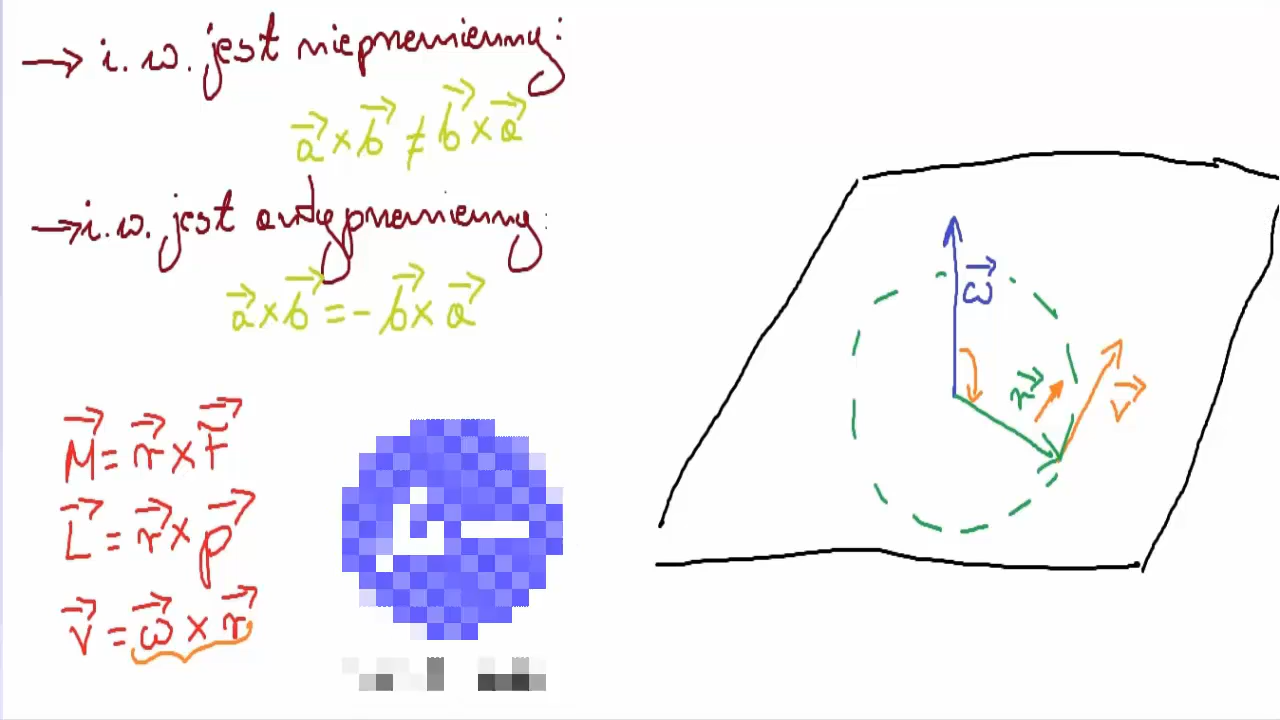 → i. w. jest nieprzemienny:
a⃗ × b⃗ ≠ b⃗ × a⃗
→ i. w. jest antyprzemienny:
a⃗ × b⃗ = - b⃗ × a⃗
M⃗ = r⃗ × F⃗
L⃗ = r⃗ × p⃗
v⃗ = ω⃗ × r⃗
ω⃗
r⃗
v⃗